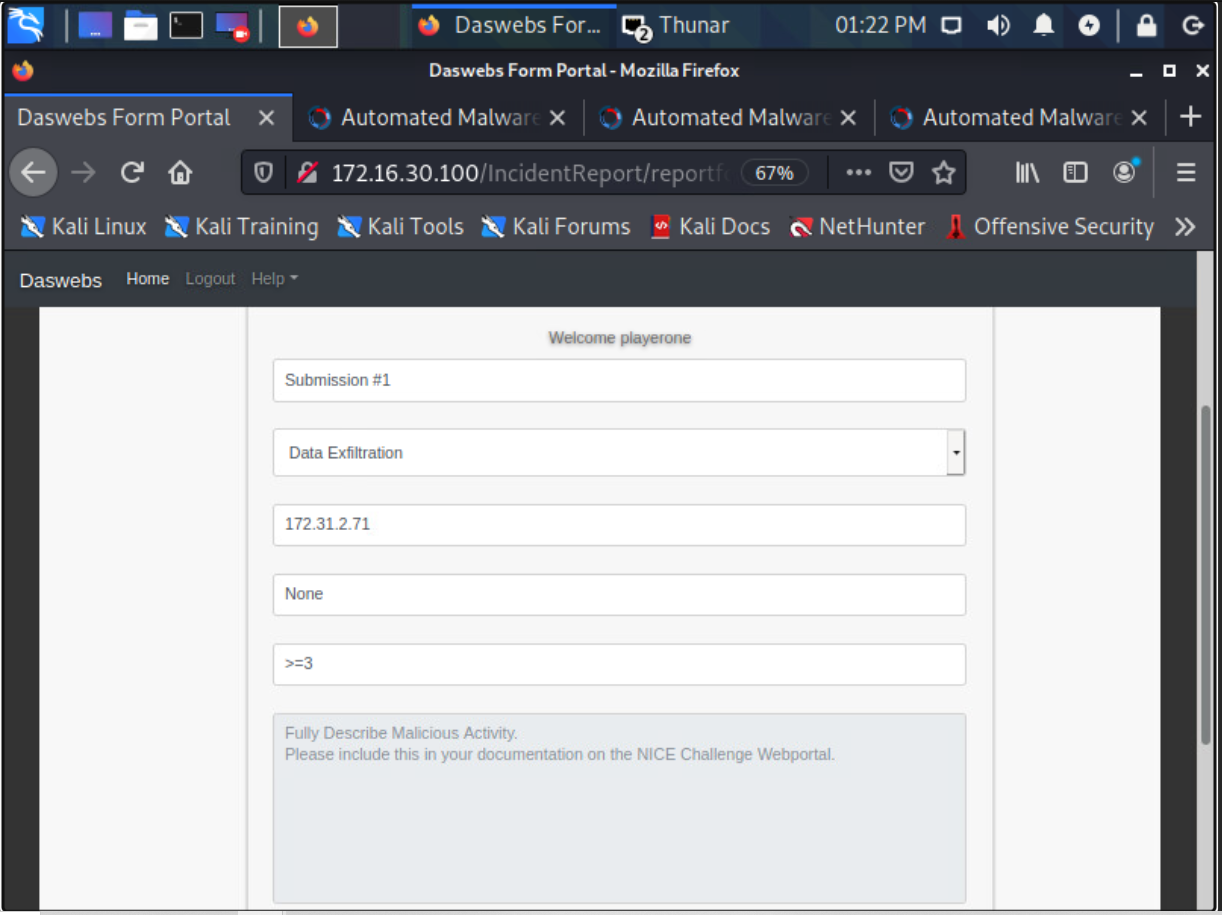 Daswebs For... 2 Thunar 01:22 PM
Daswebs Form Portal - Mozilla Firefox
Daswebs Form Portal Automated Malware Automated Malware Automated Malware
172.16.30.100/IncidentReport/reportf 67%
Kali Linux Kali Training Kali Tools Kali Forums Kali Docs NetHunter Offensive Security
Daswebs Home Logout Help
Welcome playerone
Submission #1
Data Exfiltration
172.31.2.71
None
>=3
Fully Describe Malicious Activity.
Please include this in your documentation on the NICE Challenge Webportal.